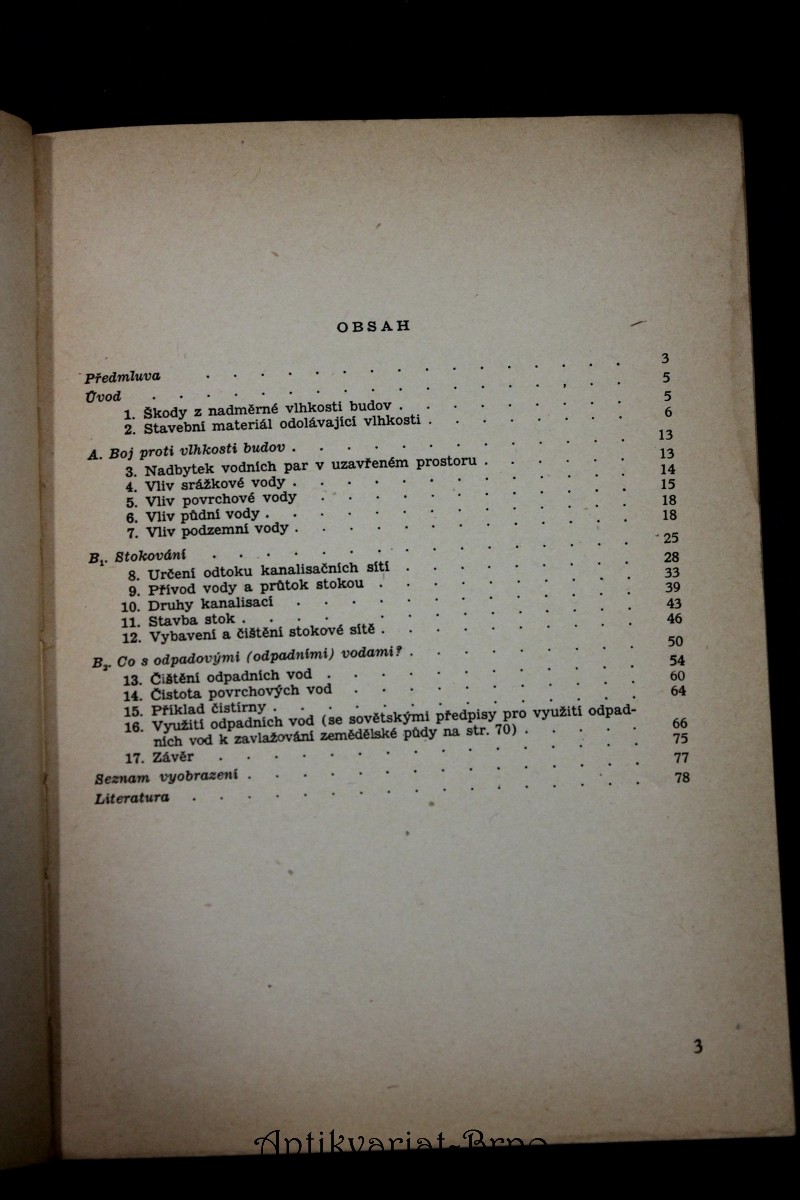 OBSAH
Předmluva . . . . . . . . . . . . . . . . 3
Úvod . . . . . . . . . . . . . . . . . . 5
1. Škody z nadměrné vlhkosti budov . . . . . . . . . 5
2. Stavební materiál odolávající vlhkosti . . . . . . . . 6
A. Boj proti vlhkosti budov . . . . . . . . . . . . . 13
3. Nadbytek vodních par v uzavřeném prostoru . . . . . . 13
4. Vliv srážkové vody . . . . . . . . . . . . . 14
5. Vliv povrchové vody . . . . . . . . . . . . 15
6. Vliv půdní vody . . . . . . . . . . . . . . 18
7. Vliv podzemní vody . . . . . . . . . . . . . 18
B₁. Stokování . . . . . . . . . . . . . . . . 25
8. Určení odtoku kanalisačních sítí . . . . . . . . . 28
9. Přívod vody a průtok stokou . . . . . . . . . . 33
10. Druhy kanalisací . . . . . . . . . . . . . 39
11. Stavba stok . . . . . . . . . . . . . . . 43
12. Vybavení a čištění stokové sítě . . . . . . . . . . 46
B₂. Co s odpadovými (odpadními) vodami? . . . . . . . . . 50
13. Čištění odpadních vod . . . . . . . . . . . . 54
14. Čistota povrchových vod . . . . . . . . . . . 60
15. Příklad čistírny . . . . . . . . . . . . . . 64
16. Využití odpadních vod (se sovětskými předpisy pro využití odpad-
ních vod k zavlažování zemědělské půdy na str. 70) . . . . . 66
17. Závěr . . . . . . . . . . . . . . . . 75
Seznam vyobrazení . . . . . . . . . . . . . . . 77
Literatura . . . . . . . . . . . . . . . . . 78
3
Antikvariat-Brno